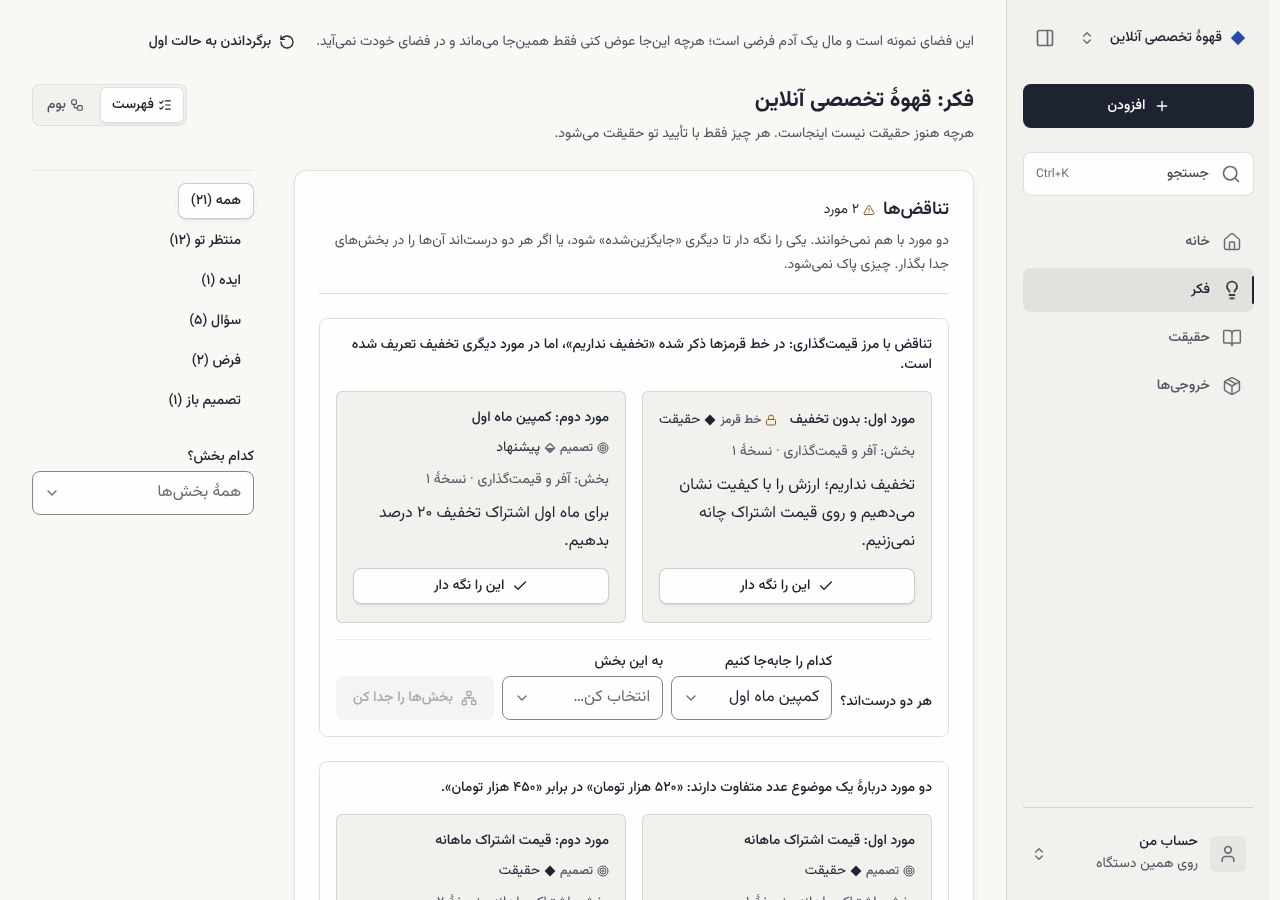 قهوهٔ تخصصی آنلاین
افزودن
جستجو
Ctrl+K
خانه
فکر
حقیقت
خروجی‌ها
حساب من
روی همین دستگاه
این فضای نمونه است و مال یک آدم فرضی است؛ هرچه این‌جا عوض کنی فقط همین‌جا می‌ماند و در فضای خودت نمی‌آید.
برگرداندن به حالت اول
فکر: قهوهٔ تخصصی آنلاین
هرچه هنوز حقیقت نیست اینجاست. هر چیز فقط با تأیید تو حقیقت می‌شود.
فهرست
بوم
تناقض‌ها
۲ مورد
دو مورد با هم نمی‌خوانند. یکی را نگه دار تا دیگری «جایگزین‌شده» شود، یا اگر هر دو درست‌اند آن‌ها را در بخش‌های
جدا بگذار. چیزی پاک نمی‌شود.
تناقض با مرز قیمت‌گذاری: در خط قرمزها ذکر شده «تخفیف نداریم»، اما در مورد دیگری تخفیف تعریف شده
است.
مورد اول: بدون تخفیف
خط قرمز
حقیقت
بخش: آفر و قیمت‌گذاری · نسخهٔ ۱
تخفیف نداریم؛ ارزش را با کیفیت نشان
می‌دهیم و روی قیمت اشتراک چانه
نمی‌زنیم.
این را نگه دار
مورد دوم: کمپین ماه اول
تصمیم
پیشنهاد
بخش: آفر و قیمت‌گذاری · نسخهٔ ۱
برای ماه اول اشتراک تخفیف ۲۰ درصد
بدهیم.
این را نگه دار
هر دو درست‌اند؟
کدام را جابه‌جا کنیم
کمپین ماه اول
به این بخش
انتخاب کن...
بخش‌ها را جدا کن
دو مورد دربارهٔ یک موضوع عدد متفاوت دارند: «۵۲۰ هزار تومان» در برابر «۴۵۰ هزار تومان».
مورد اول: قیمت اشتراک ماهانه
تصمیم
حقیقت
مورد دوم: قیمت اشتراک ماهانه
تصمیم
حقیقت
همه (۲۱)
منتظر تو (۱۲)
ایده (۱)
سؤال (۵)
فرض (۲)
تصمیم باز (۱)
کدام بخش؟
همهٔ بخش‌ها